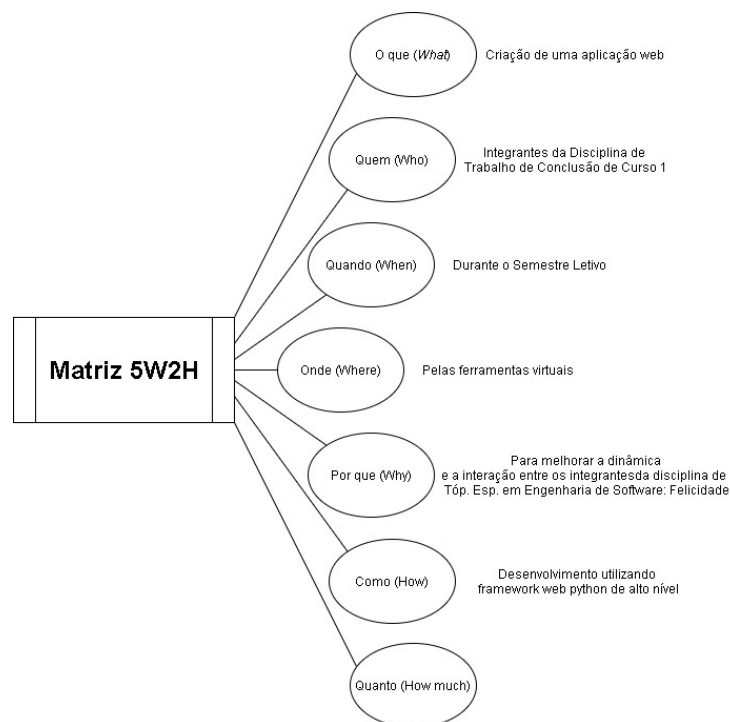 O que (What)
Criação de uma aplicação web
Quem (Who)
Integrantes da Disciplina de
Trabalho de Conclusão de Curso 1
Quando (When)
Durante o Semestre Letivo
Matriz 5W2H
Onde (Where)
Pelas ferramentas virtuais
Por que (Why)
Para melhorar a dinâmica
e a interação entre os integrantesda disciplina de
Tóp. Esp. em Engenharia de Software: Felicidade
Como (How)
Desenvolvimento utilizando
framework web python de alto nível
Quanto (How much)